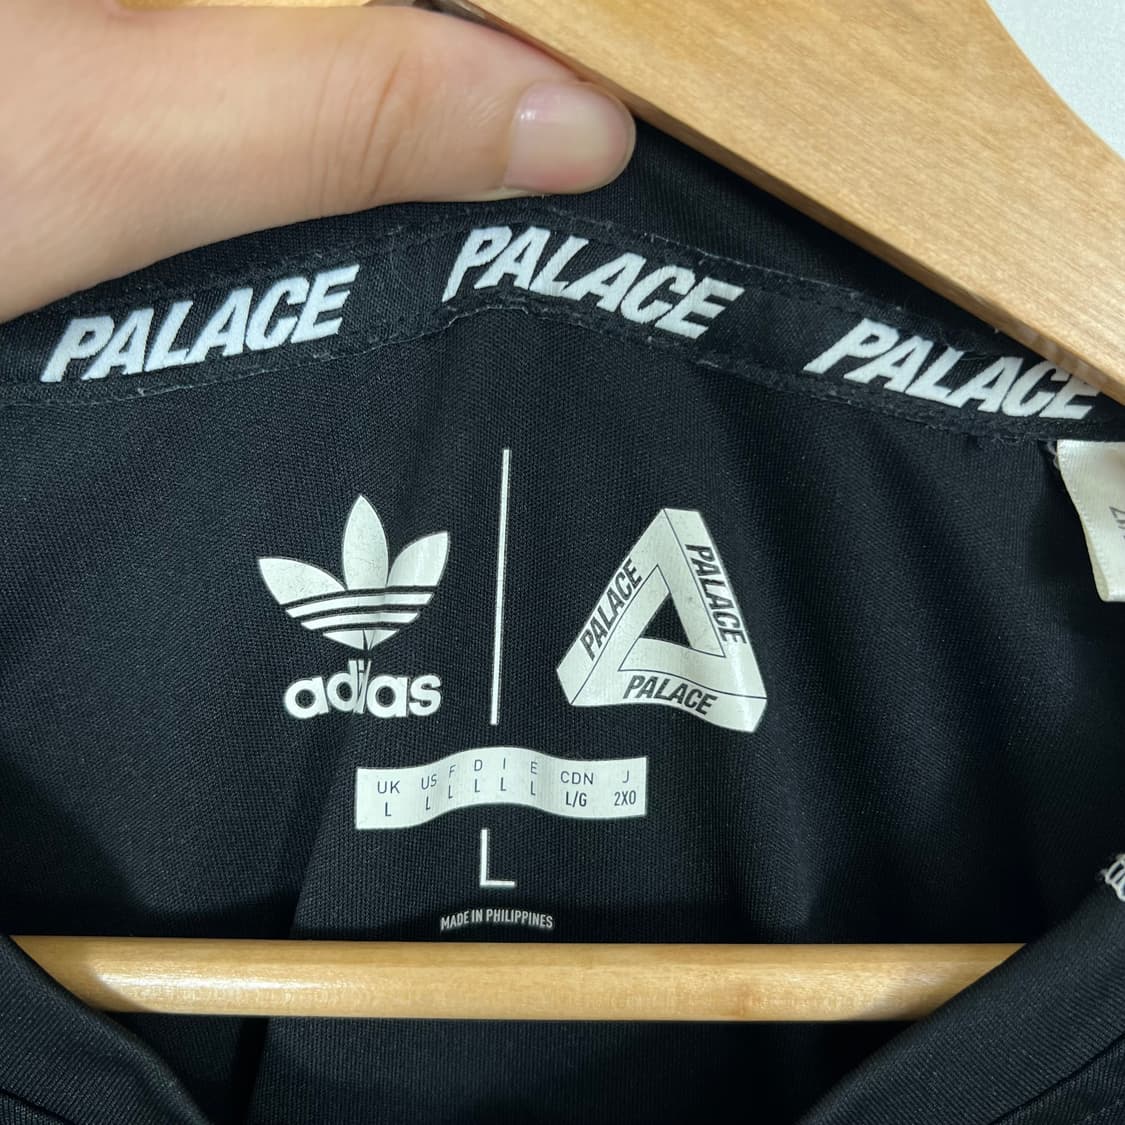 PALACE PALACE PALACE
adidas
PALACE
PALACE
PALACE
UK US F D I E CDN J
L L L L L L L/G 2XO
L
MADE IN PHILIPPINES